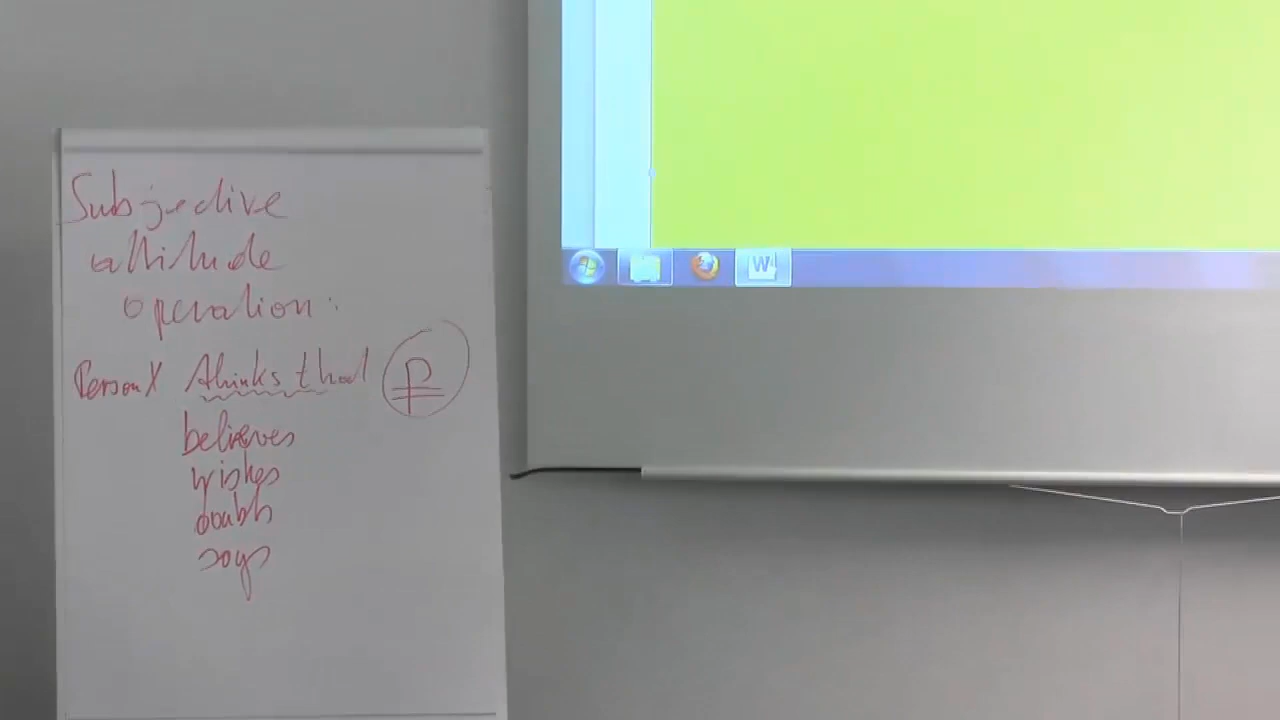 Subjective
attitude
operation:
Person X thinks that P
believes
wishes
doubts
says
W